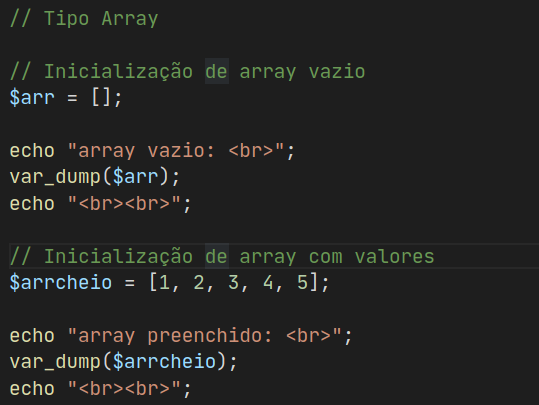 // Tipo Array
// Inicialização de array vazio
$arr = [];
echo "array vazio: <br>";
var_dump($arr);
echo "<br><br>";
// Inicialização de array com valores
$arrcheio = [1, 2, 3, 4, 5];
echo "array preenchido: <br>";
var_dump($arrcheio);
echo "<br><br>";